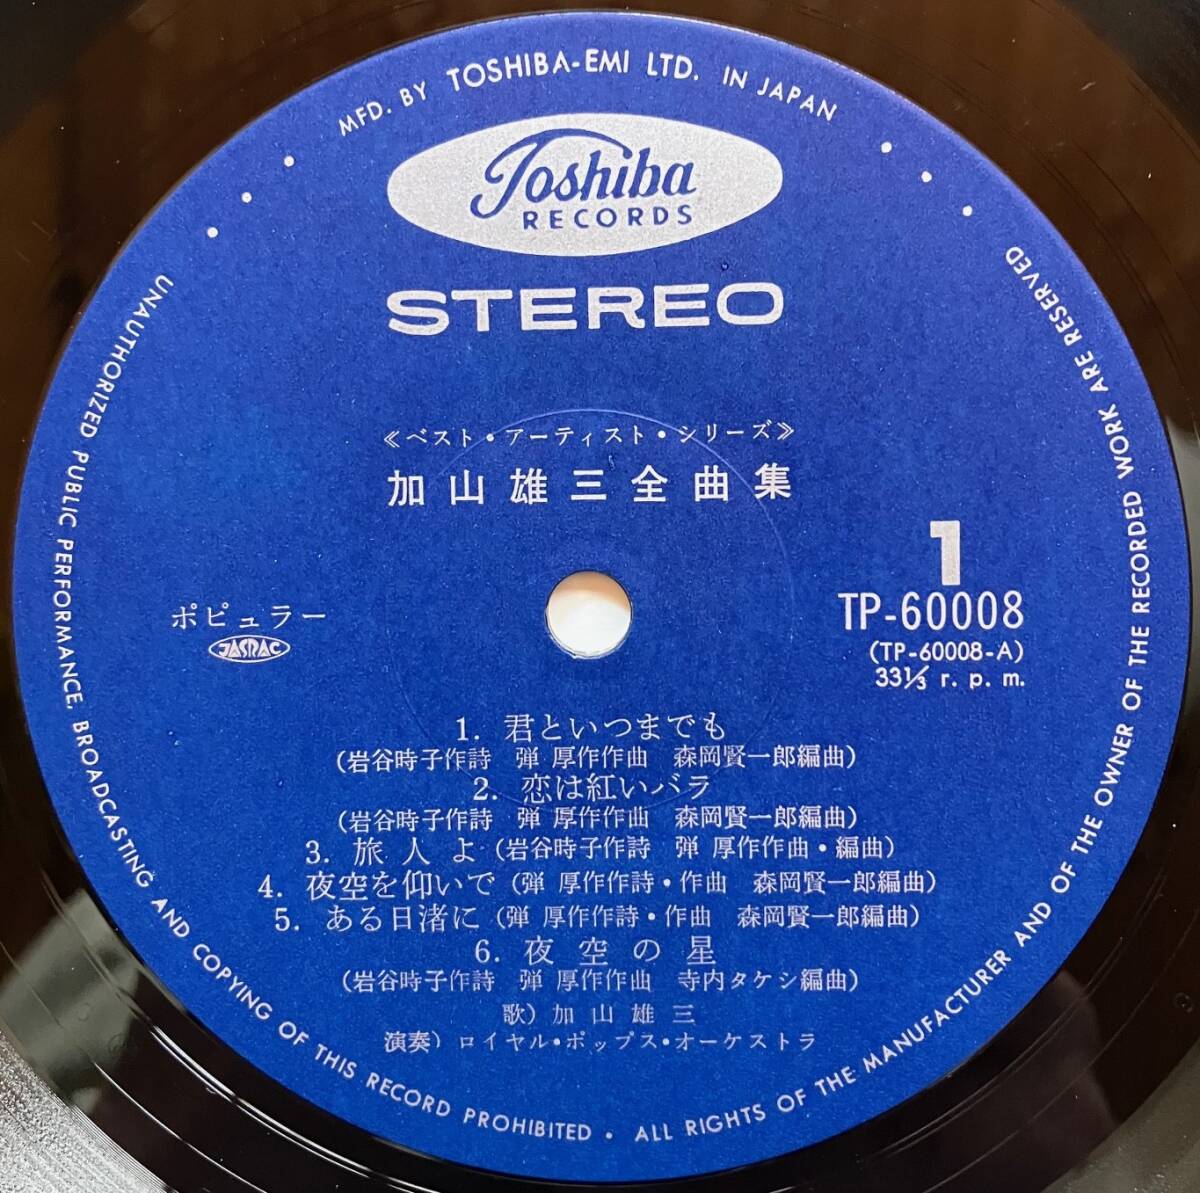 MFD. BY TOSHIBA-EMI LTD. IN JAPAN
Toshiba
RECORDS
STEREO
《ベスト・アーティスト・シリーズ》
加山雄三全曲集
1
TP-60008
(TP-60008-A)
33⅓ r. p. m.
ポピュラー
JASRAC
1. 君といつまでも
(岩谷時子作詩 弾 厚作作曲 森岡賢一郎編曲)
2. 恋は紅いバラ
(岩谷時子作詩 弾 厚作作曲 森岡賢一郎編曲)
3. 旅 人 よ (岩谷時子作詩 弾 厚作作曲・編曲)
4. 夜空を仰いで (弾 厚作作詩・作曲 森岡賢一郎編曲)
5. ある日渚に (弾 厚作作詩・作曲 森岡賢一郎編曲)
6. 夜 空 の 星
(岩谷時子作詩 弾 厚作作曲 寺内タケシ編曲)
歌) 加 山 雄 三
演奏) ロイヤル・ポップス・オーケストラ
UNAUTHORIZED PUBLIC PERFORMANCE, BROADCASTING AND COPYING OF THIS RECORD PROHIBITED • ALL RIGHTS OF THE MANUFACTURER AND OF THE OWNER OF THE RECORDED WORK ARE RESERVED